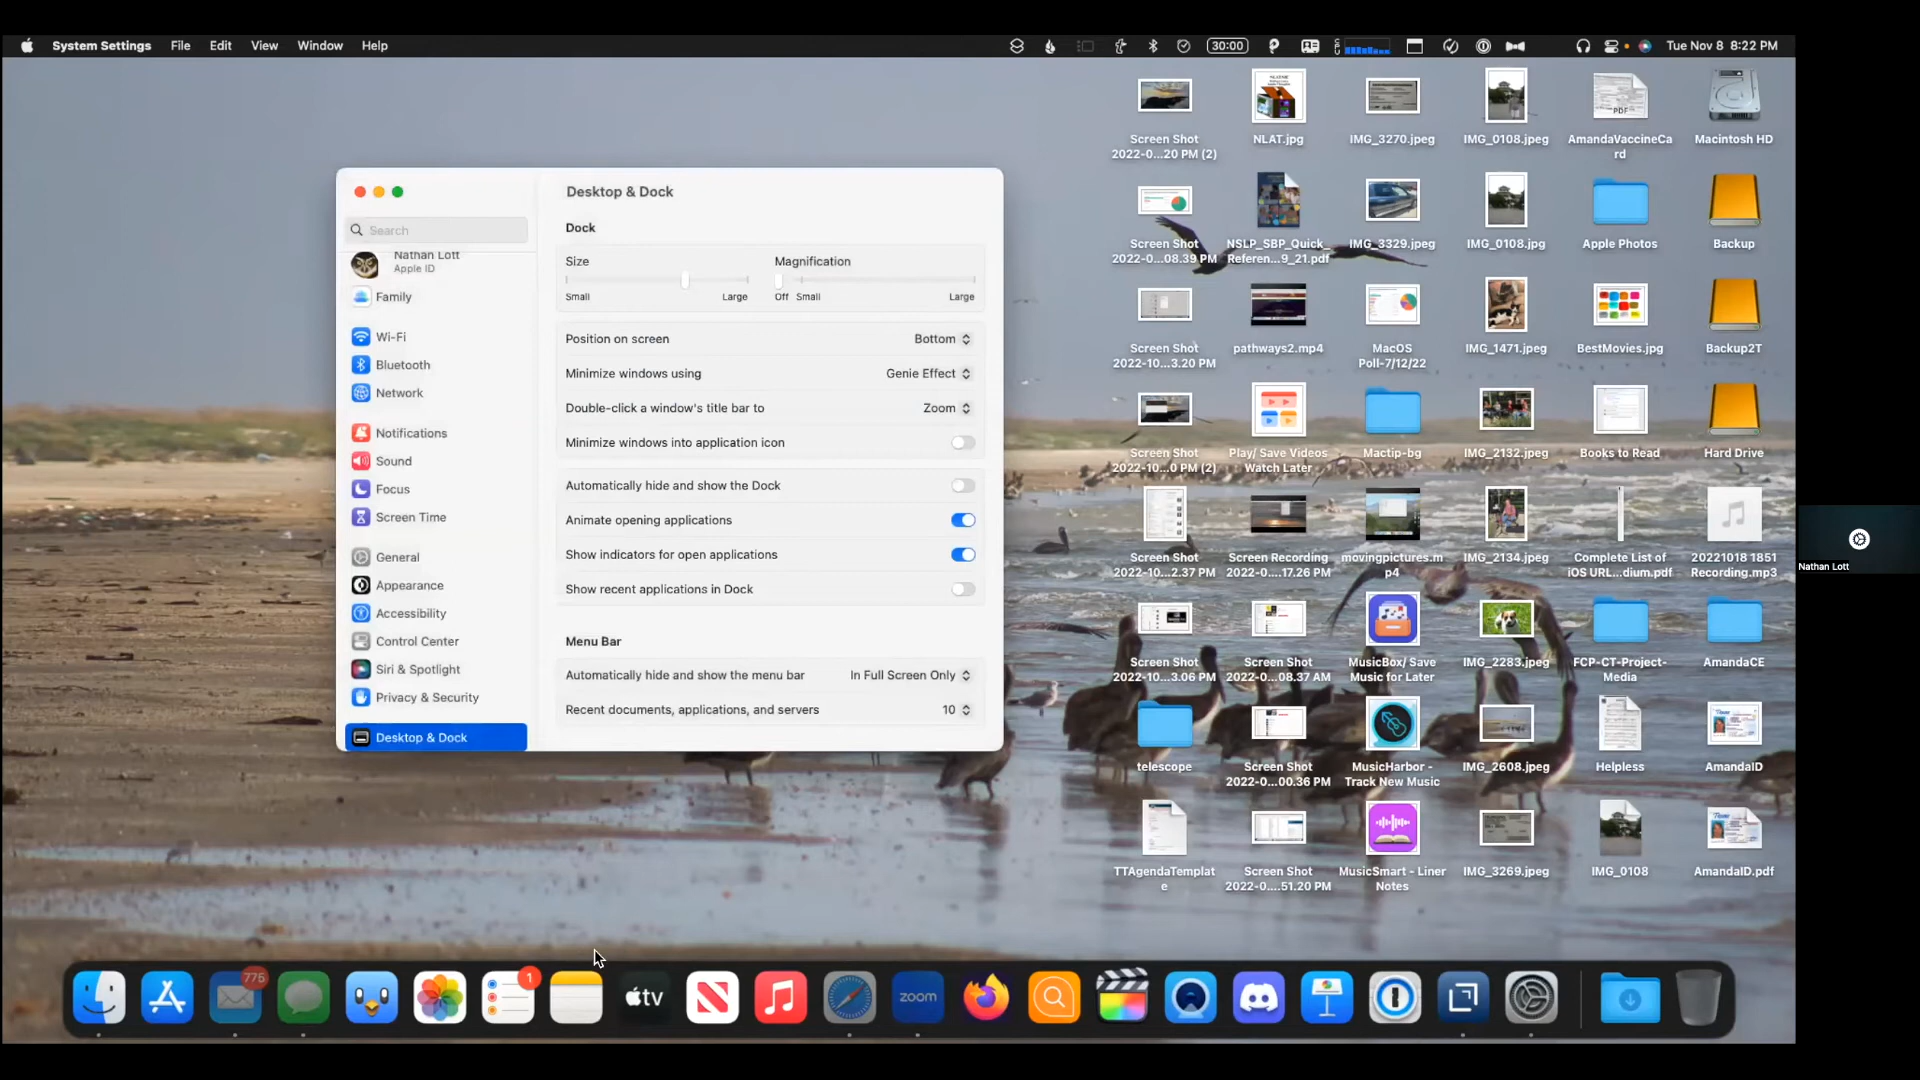 System Settings File Edit View Window Help
30:00
Tue Nov 8 8:22 PM
Search
Nathan Lott
Apple ID
Family
Wi-Fi
Bluetooth
Network
Notifications
Sound
Focus
Screen Time
General
Appearance
Accessibility
Control Center
Siri & Spotlight
Privacy & Security
Desktop & Dock
Desktop & Dock
Dock
Size
Magnification
Small
Large
Off
Small
Large
Position on screen
Bottom
Minimize windows using
Genie Effect
Double-click a window's title bar to
Zoom
Minimize windows into application icon
Automatically hide and show the Dock
Animate opening applications
Show indicators for open applications
Show recent applications in Dock
Menu Bar
Automatically hide and show the menu bar
In Full Screen Only
Recent documents, applications, and servers
10
Screen Shot
2022-0...20 PM (2)
NLAT.jpg
IMG_3270.jpeg
IMG_0108.jpeg
PDF
AmandaVaccineCa
rd
Macintosh HD
Screen Shot
2022-0....08.39 PM
NSLP_SBP_Quick_
Referen...9_21.pdf
IMG_3329.jpeg
IMG_0108.jpg
Apple Photos
Backup
Screen Shot
2022-10...3.20 PM
pathways2.mp4
MacOS
Poll-7/12/22
IMG_1471.jpeg
BestMovies.jpg
Backup2T
Screen Shot
2022-10...0 PM (2)
Play/ Save Videos
Watch Later
Mactip-bg
IMG_2132.jpeg
Books to Read
Hard Drive
Screen Shot
2022-10...2.37 PM
Screen Recording
2022-0....17.26 PM
movingpictures.m
p4
IMG_2134.jpeg
Complete List of
iOS URL...dium.pdf
20221018 1851
Recording.mp3
Screen Shot
2022-10...3.06 PM
Screen Shot
2022-0....08.37 AM
MusicBox/ Save
Music for Later
IMG_2283.jpeg
FCP-CT-Project-
Media
AmandaCE
telescope
Screen Shot
2022-0....00.36 PM
MusicHarbor -
Track New Music
IMG_2608.jpeg
Helpless
AmandaID
TTAgendaTemplat
e
Screen Shot
2022-0....51.20 PM
MusicSmart - Liner
Notes
IMG_3269.jpeg
IMG_0108
AmandaID.pdf
Nathan Lott
775
1
tv
zoom